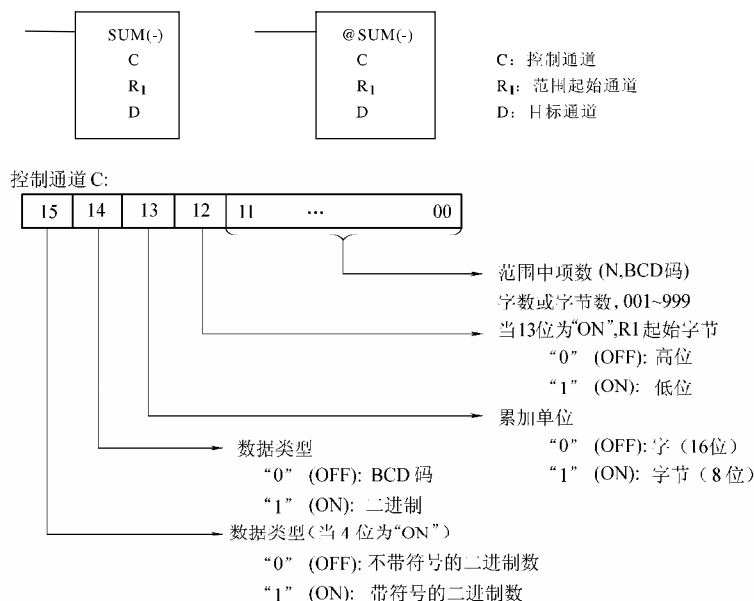 SUM(-)
C
R1
D
@SUM(-)
C
R1
D
C：控制通道
R1：范围起始通道
D：目标通道
控制通道 C:
15 14 13 12 11 … 00
范围中项数 (N,BCD码)
字数或字节数, 001~999
当13位为“ON”,R1 起始字节
“0” (OFF): 高位
“1” (ON): 低位
累加单位
“0” (OFF): 字（16位）
“1” (ON): 字节（8 位）
数据类型
“0” (OFF): BCD 码
“1” (ON): 二进制
数据类型（当 4 位为“ON”）
“0” (OFF): 不带符号的二进制数
“1” (ON): 带符号的二进制数